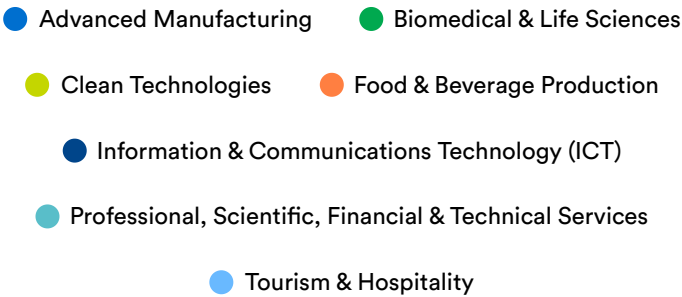 Advanced Manufacturing Biomedical & Life Sciences
Clean Technologies Food & Beverage Production
Information & Communications Technology (ICT)
Professional, Scientific, Financial & Technical Services
Tourism & Hospitality